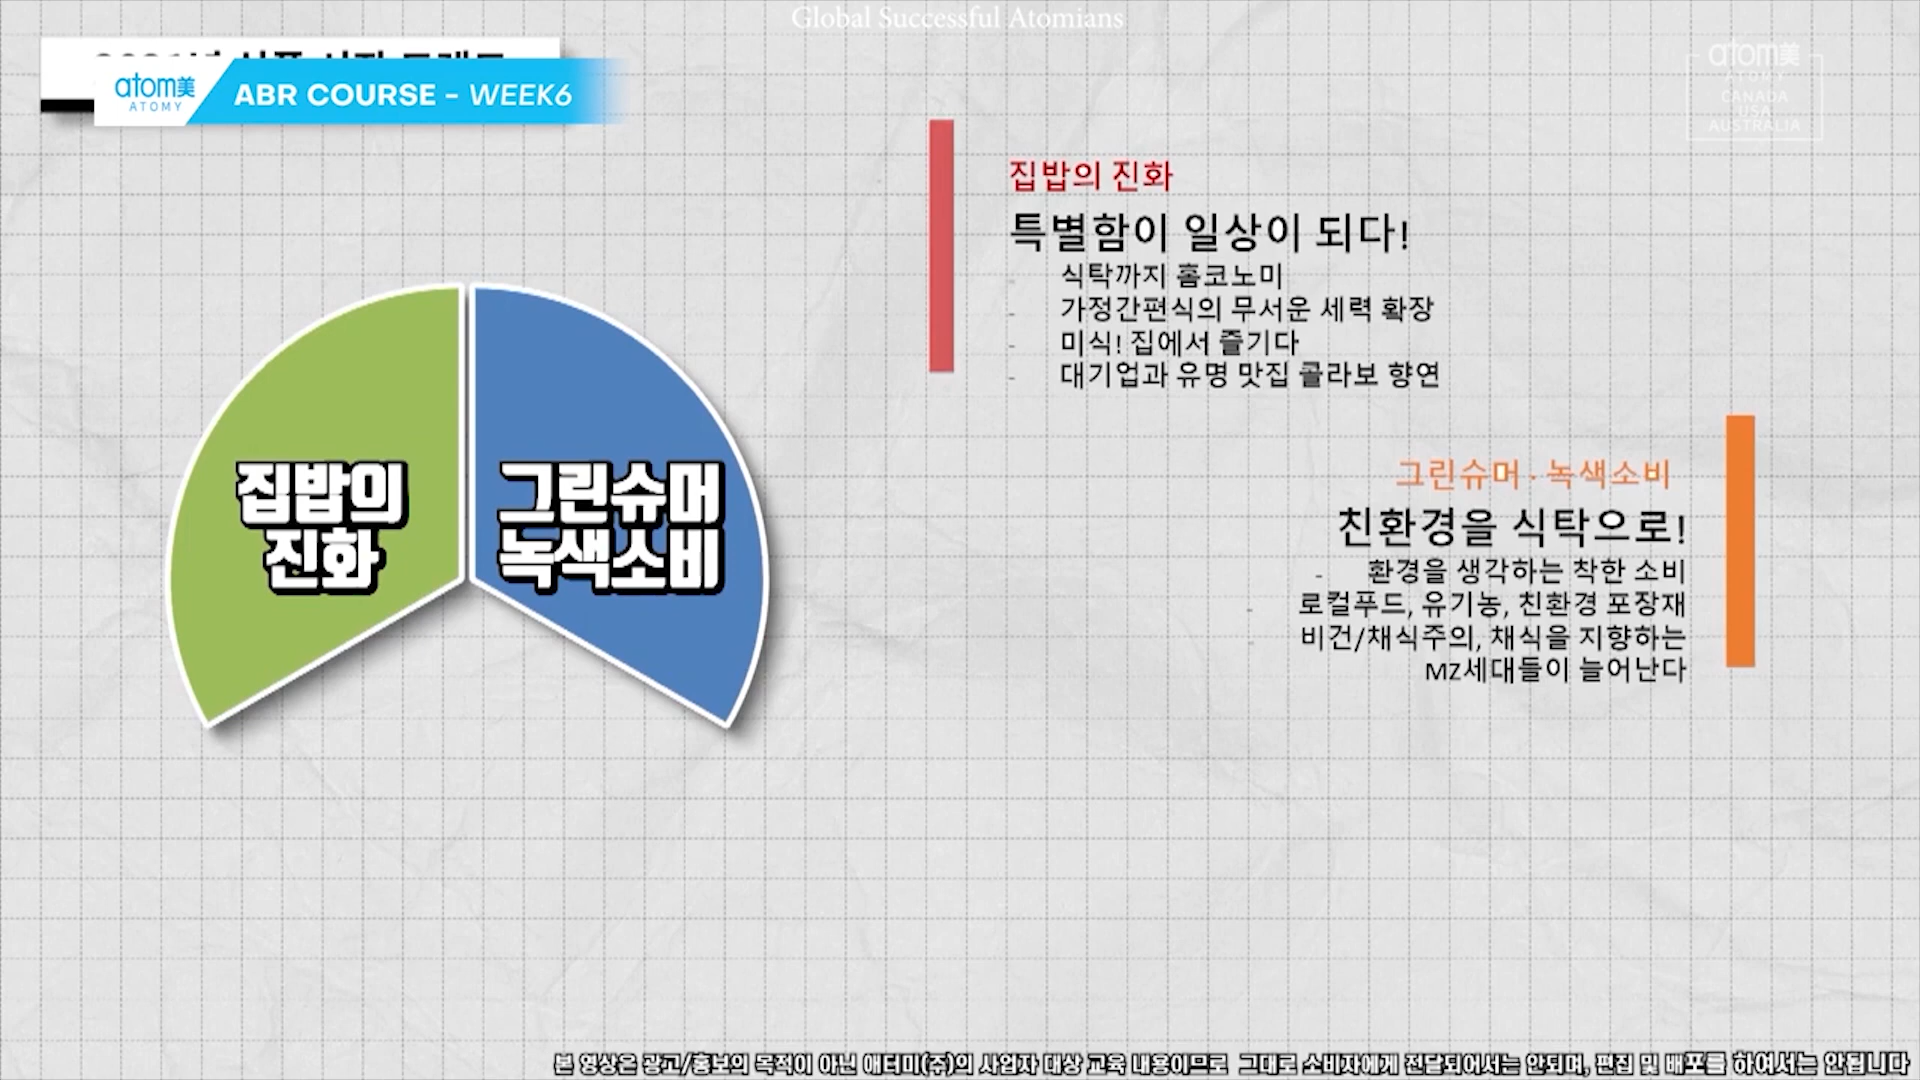 Global Successful Atomians
atom美
ATOMY
ABR COURSE - WEEK6
atom美
ATOMY
CANADA
USA
AUSTRALIA
집밥의 진화
특별함이 일상이 되다!
- 식탁까지 홈코노미
- 가정간편식의 무서운 세력 확장
- 미식! 집에서 즐기다
- 대기업과 유명 맛집 콜라보 향연
집밥의
진화
그린슈머
녹색소비
그린슈머 · 녹색소비
친환경을 식탁으로!
- 환경을 생각하는 착한 소비
- 로컬푸드, 유기농, 친환경 포장재
- 비건/채식주의, 채식을 지향하는
MZ세대들이 늘어난다
본 영상은 광고/홍보의 목적이 아닌 애터미(주)의 사업자 대상 교육 내용이므로 그대로 소비자에게 전달되어서는 안되며, 편집 및 배포를 하여서는 안됩니다